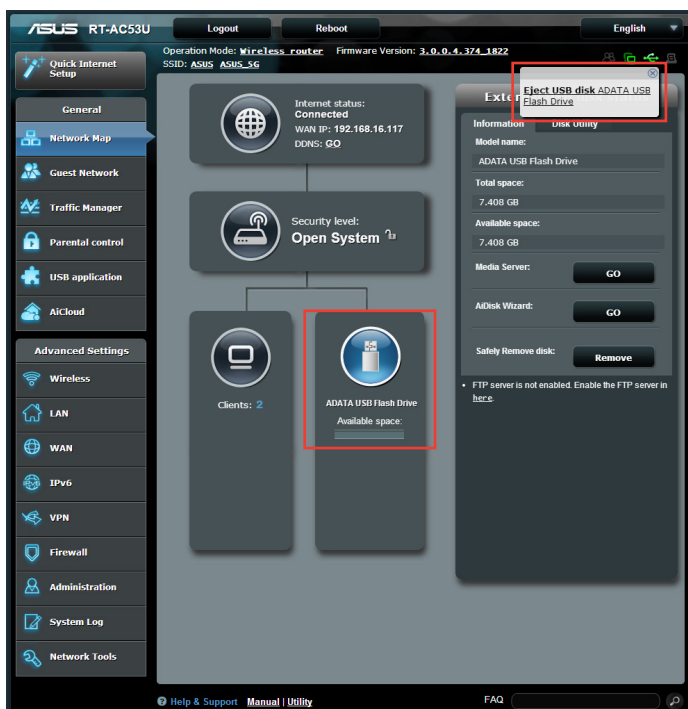 ASUS RT-AC53U
Logout
Reboot
English
Operation Mode: Wireless router Firmware Version: 3.0.0.4.374_1822
SSID: ASUS ASUS_5G
Quick Internet
Setup
General
Network Map
Guest Network
Traffic Manager
Parental control
USB application
AiCloud
Advanced Settings
Wireless
LAN
WAN
IPv6
VPN
Firewall
Administration
System Log
Network Tools
Internet status:
Connected
WAN IP: 192.168.16.117
DDNS: GO
Security level:
Open System
Clients: 2
ADATA USB Flash Drive
Available space:
Eject USB disk ADATA USB
Flash Drive
Information
Disk Utility
Model name:
ADATA USB Flash Drive
Total space:
7.408 GB
Available space:
7.408 GB
Media Server:
GO
AiDisk Wizard:
GO
Safely Remove disk:
Remove
FTP server is not enabled. Enable the FTP server in
here.
Help & Support Manual | Utility
FAQ